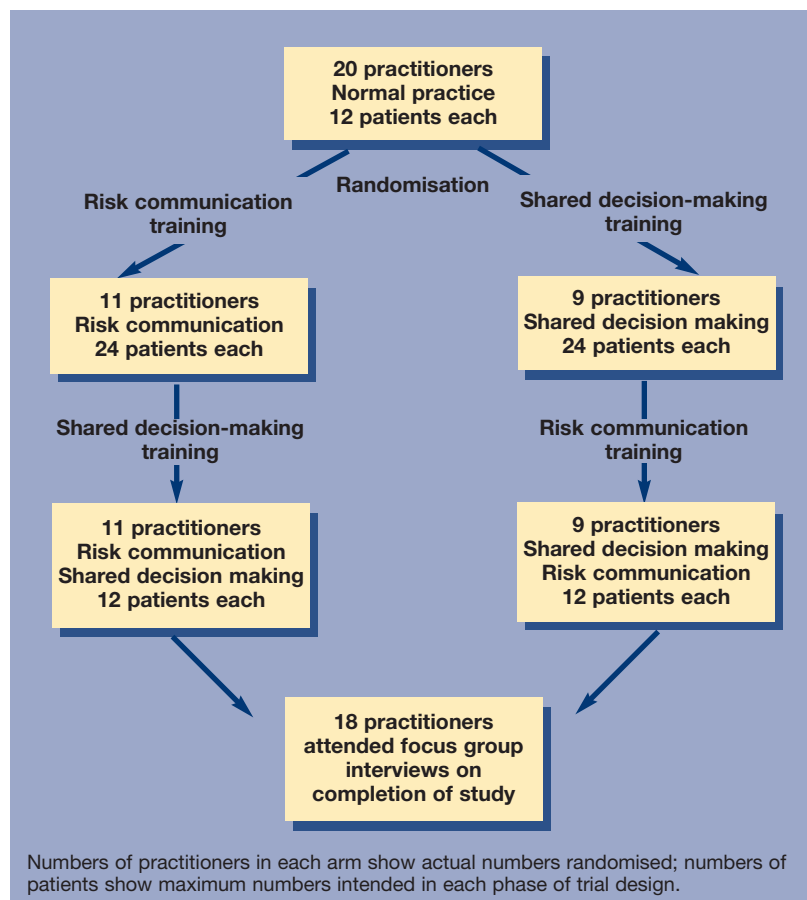 20 practitioners
Normal practice
12 patients each
Randomisation
Risk communication
training
Shared decision-making
training
11 practitioners
Risk communication
24 patients each
9 practitioners
Shared decision making
24 patients each
Shared decision-making
training
Risk communication
training
11 practitioners
Risk communication
Shared decision making
12 patients each
9 practitioners
Shared decision making
Risk communication
12 patients each
18 practitioners
attended focus group
interviews on
completion of study
Numbers of practitioners in each arm show actual numbers randomised; numbers of
patients show maximum numbers intended in each phase of trial design.